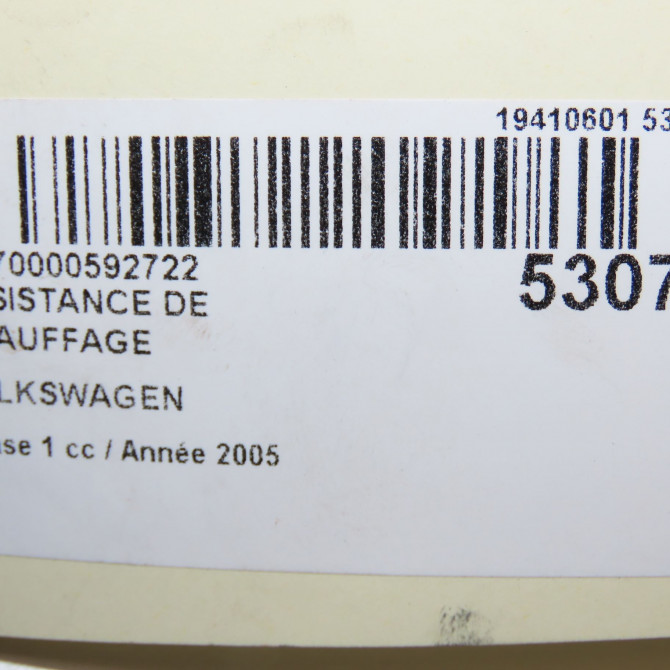 19410601 53
70000592722
5307
SISTANCE DE
AUFFAGE
LKSWAGEN
se 1 cc / Année 2005